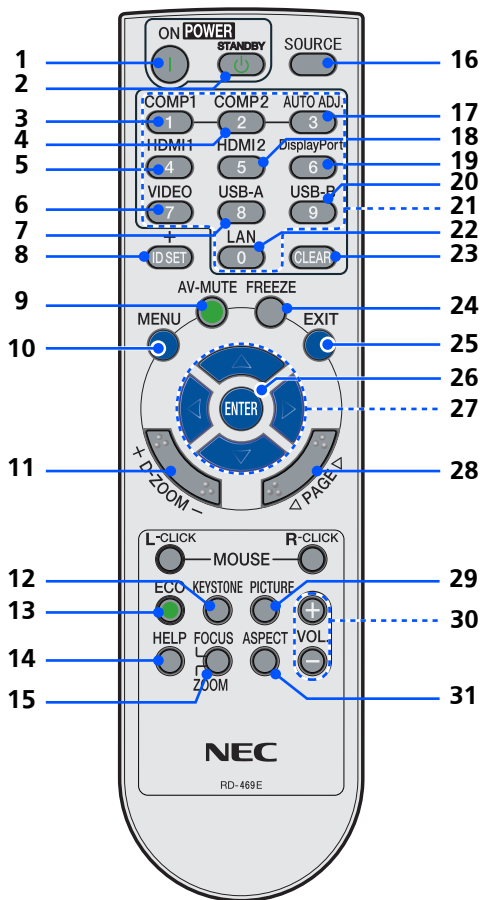 ON POWER
STANDBY
SOURCE
1
2
16
COMP1 COMP2 AUTO ADJ.
3
1 2 3
17
4
18
HDMI1 HDMI2 DisplayPort
5
4 5 6
19
VIDEO USB-A USB-B
20
6
7 8 9
21
7
LAN
22
+
8
ID SET
0
CLEAR
23
9
AV-MUTE FREEZE
24
MENU
EXIT
10
25
26
ENTER
27
11
+ D-ZOOM −
◁ PAGE ▷
28
L-CLICK
R-CLICK
MOUSE
12
ECO KEYSTONE PICTURE
29
13
+
30
14
HELP FOCUS ASPECT
VOL.
−
15
ZOOM
31
NEC
RD-469E